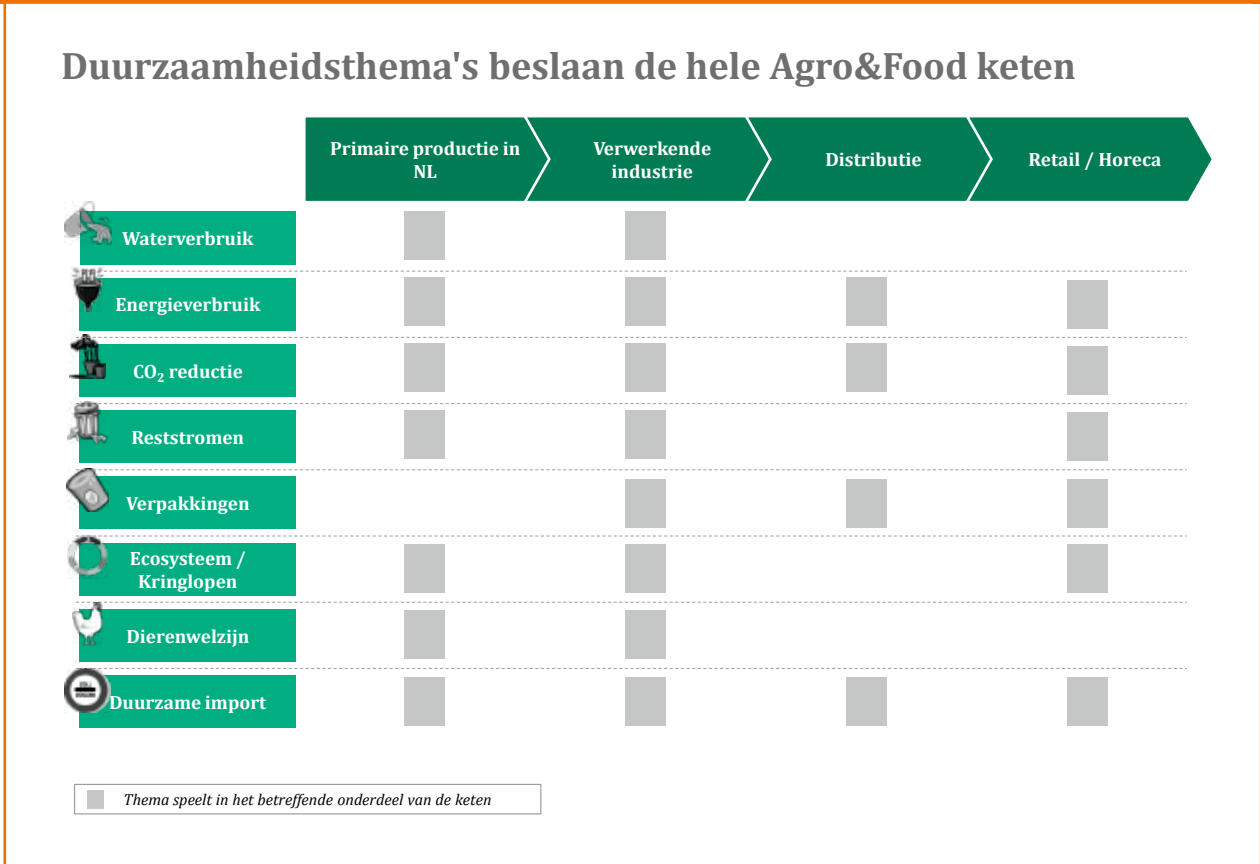 Duurzaamheidsthema's beslaan de hele Agro&Food keten
Primaire productie in
NL
Verwerkende
industrie
Distributie
Retail / Horeca
Waterverbruik
Energieverbruik
CO₂ reductie
Reststromen
Verpakkingen
Ecosysteem /
Kringlopen
Dierenwelzijn
Duurzame import
Thema speelt in het betreffende onderdeel van de keten